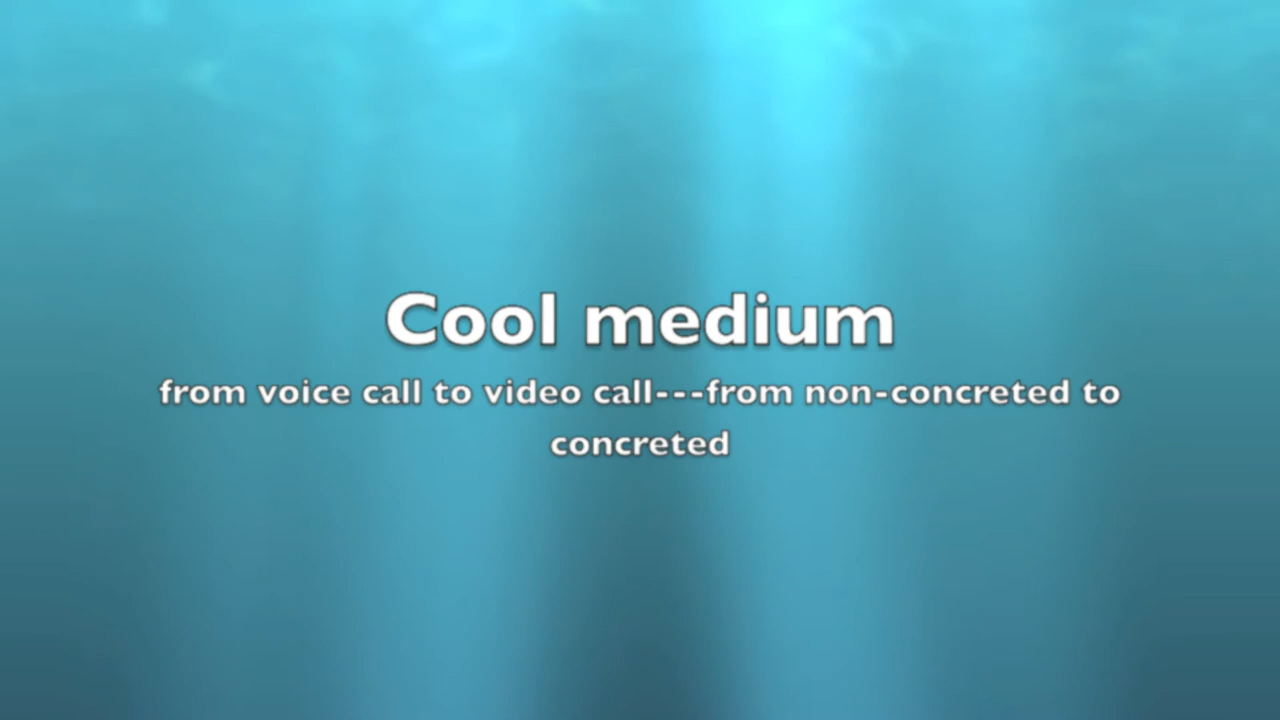 Cool medium
from voice call to video call---from non-concreted to
concreted